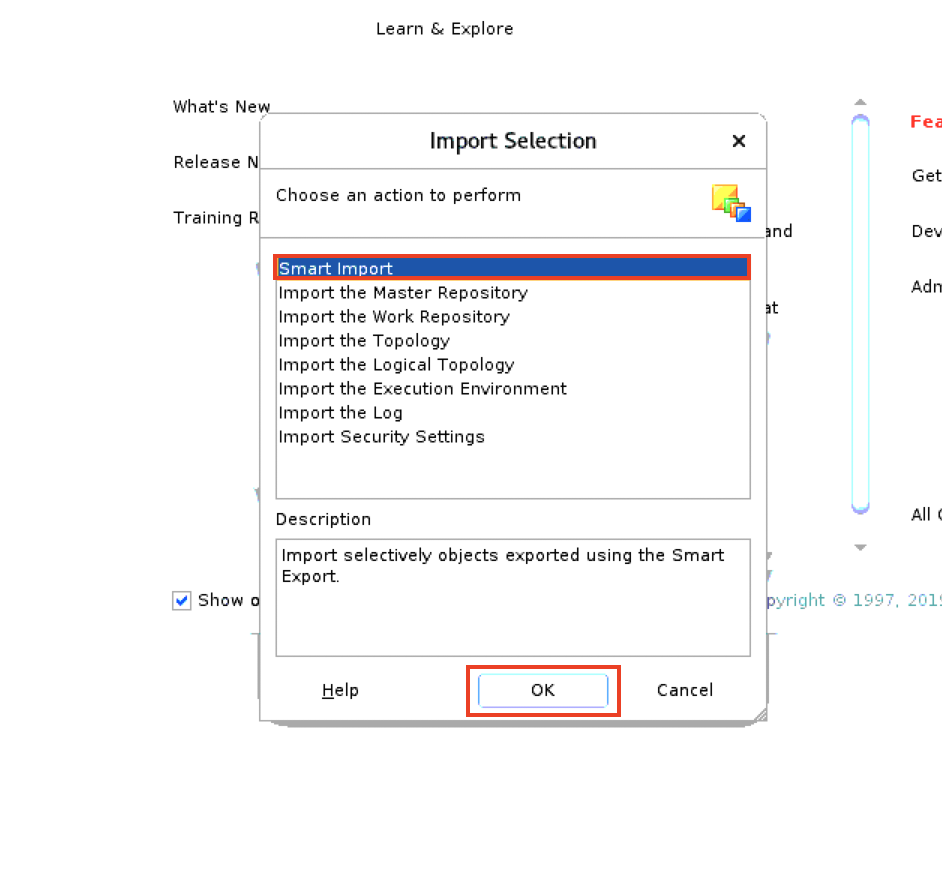 Learn & Explore
What's New
Release N
Training R
Fea
Get
Dev
Adm
All
and
at
Import Selection
Choose an action to perform
Smart Import
Import the Master Repository
Import the Work Repository
Import the Topology
Import the Logical Topology
Import the Execution Environment
Import the Log
Import Security Settings
Description
Import selectively objects exported using the Smart
Export.
Help
OK
Cancel
Show o
pyright © 1997, 2019